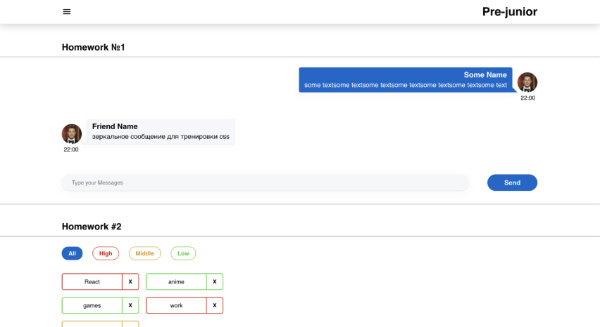 Pre-junior
Homework №1
Some Name
some textsome textsome textsome textsome textsome textsome text
22:00
Friend Name
зеркальное сообщение для тренировки css
22:00
Type your Messages
Send
Homework #2
All High Middle Low
React X anime X
games X work X